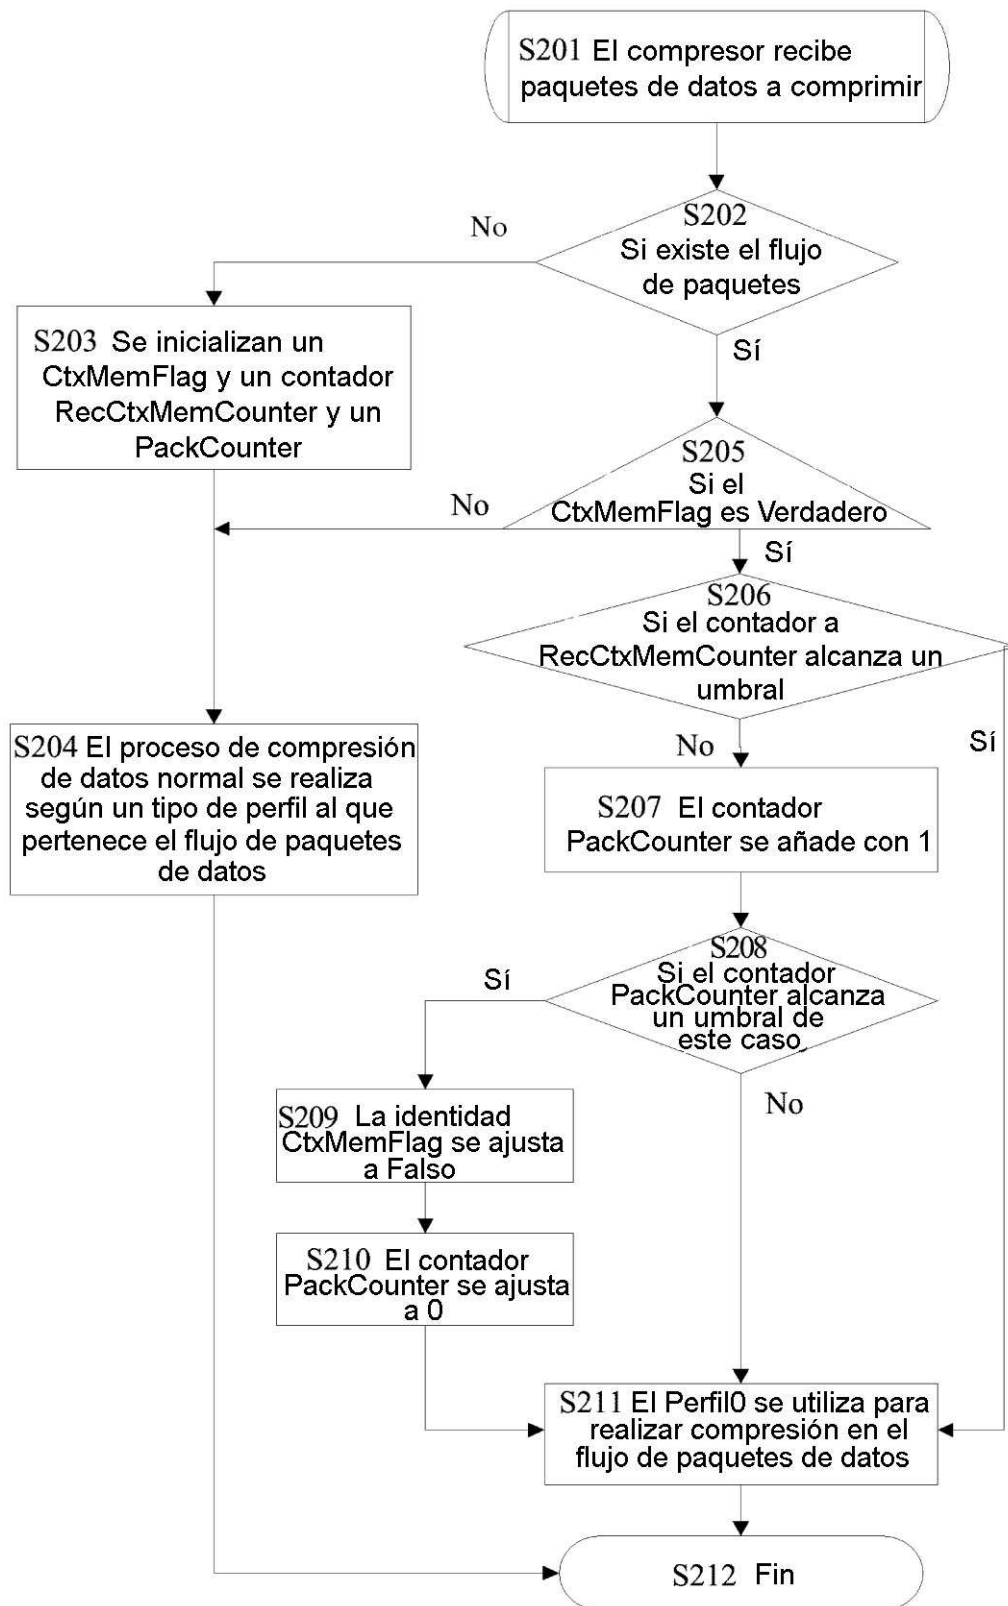 S201 El compresor recibe
paquetes de datos a comprimir
S202
Si existe el flujo
de paquetes
No
Sí
S203 Se inicializan un
CtxMemFlag y un contador
RecCtxMemCounter y un
PackCounter
S205
Si el
CtxMemFlag es Verdadero
No
Sí
S206
Si el contador a
RecCtxMemCounter alcanza un
umbral
No
Sí
S204 El proceso de compresión
de datos normal se realiza
según un tipo de perfil al que
pertenece el flujo de paquetes
de datos
S207 El contador
PackCounter se añade con 1
S208
Si el contador
PackCounter alcanza
un umbral de
este caso
Sí
No
S209 La identidad
CtxMemFlag se ajusta
a Falso
S210 El contador
PackCounter se ajusta
a 0
S211 El Perfil0 se utiliza para
realizar compresión en el
flujo de paquetes de datos
S212 Fin